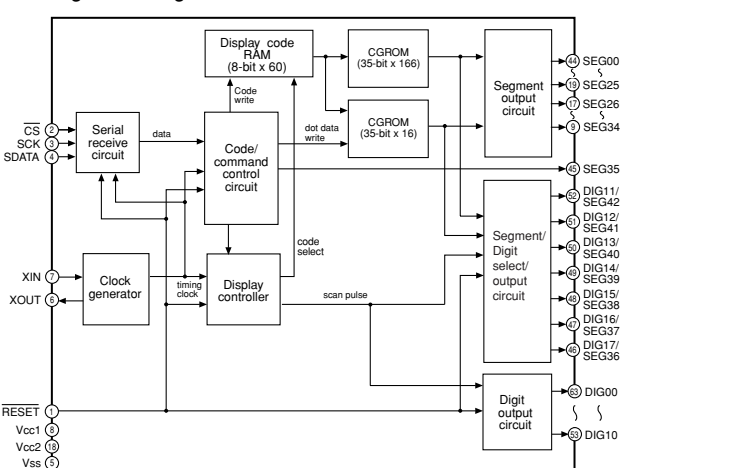 Display code
RAM
(8-bit x 60)
CGROM
(35-bit x 166)
CGROM
(35-bit x 16)
Segment
output
circuit
44 SEG00
19 SEG25
17 SEG26
9 SEG34
45 SEG35
CS 2
SCK 3
SDATA 4
Serial
receive
circuit
data
Code
write
Code/
command
control
circuit
dot data
write
52 DIG11/
SEG42
51 DIG12/
SEG41
50 DIG13/
SEG40
49 DIG14/
SEG39
48 DIG15/
SEG38
47 DIG16/
SEG37
46 DIG17/
SEG36
Segment/
Digit
select/
output
circuit
code
select
XIN 7
XOUT 6
Clock
generator
timing
clock
Display
controller
scan pulse
Digit
output
circuit
63 DIG00
53 DIG10
RESET 1
Vcc1 8
Vcc2 18
Vss 5